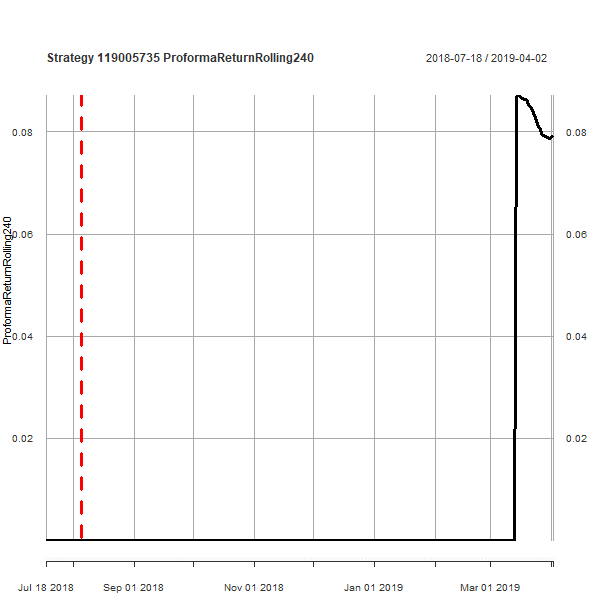 Strategy 119005735 ProformaReturnRolling240
2018-07-18 / 2019-04-02
ProformaReturnRolling240
0.08
0.06
0.04
0.02
0.08
0.06
0.04
0.02
Jul 18 2018
Sep 01 2018
Nov 01 2018
Jan 01 2019
Mar 01 2019